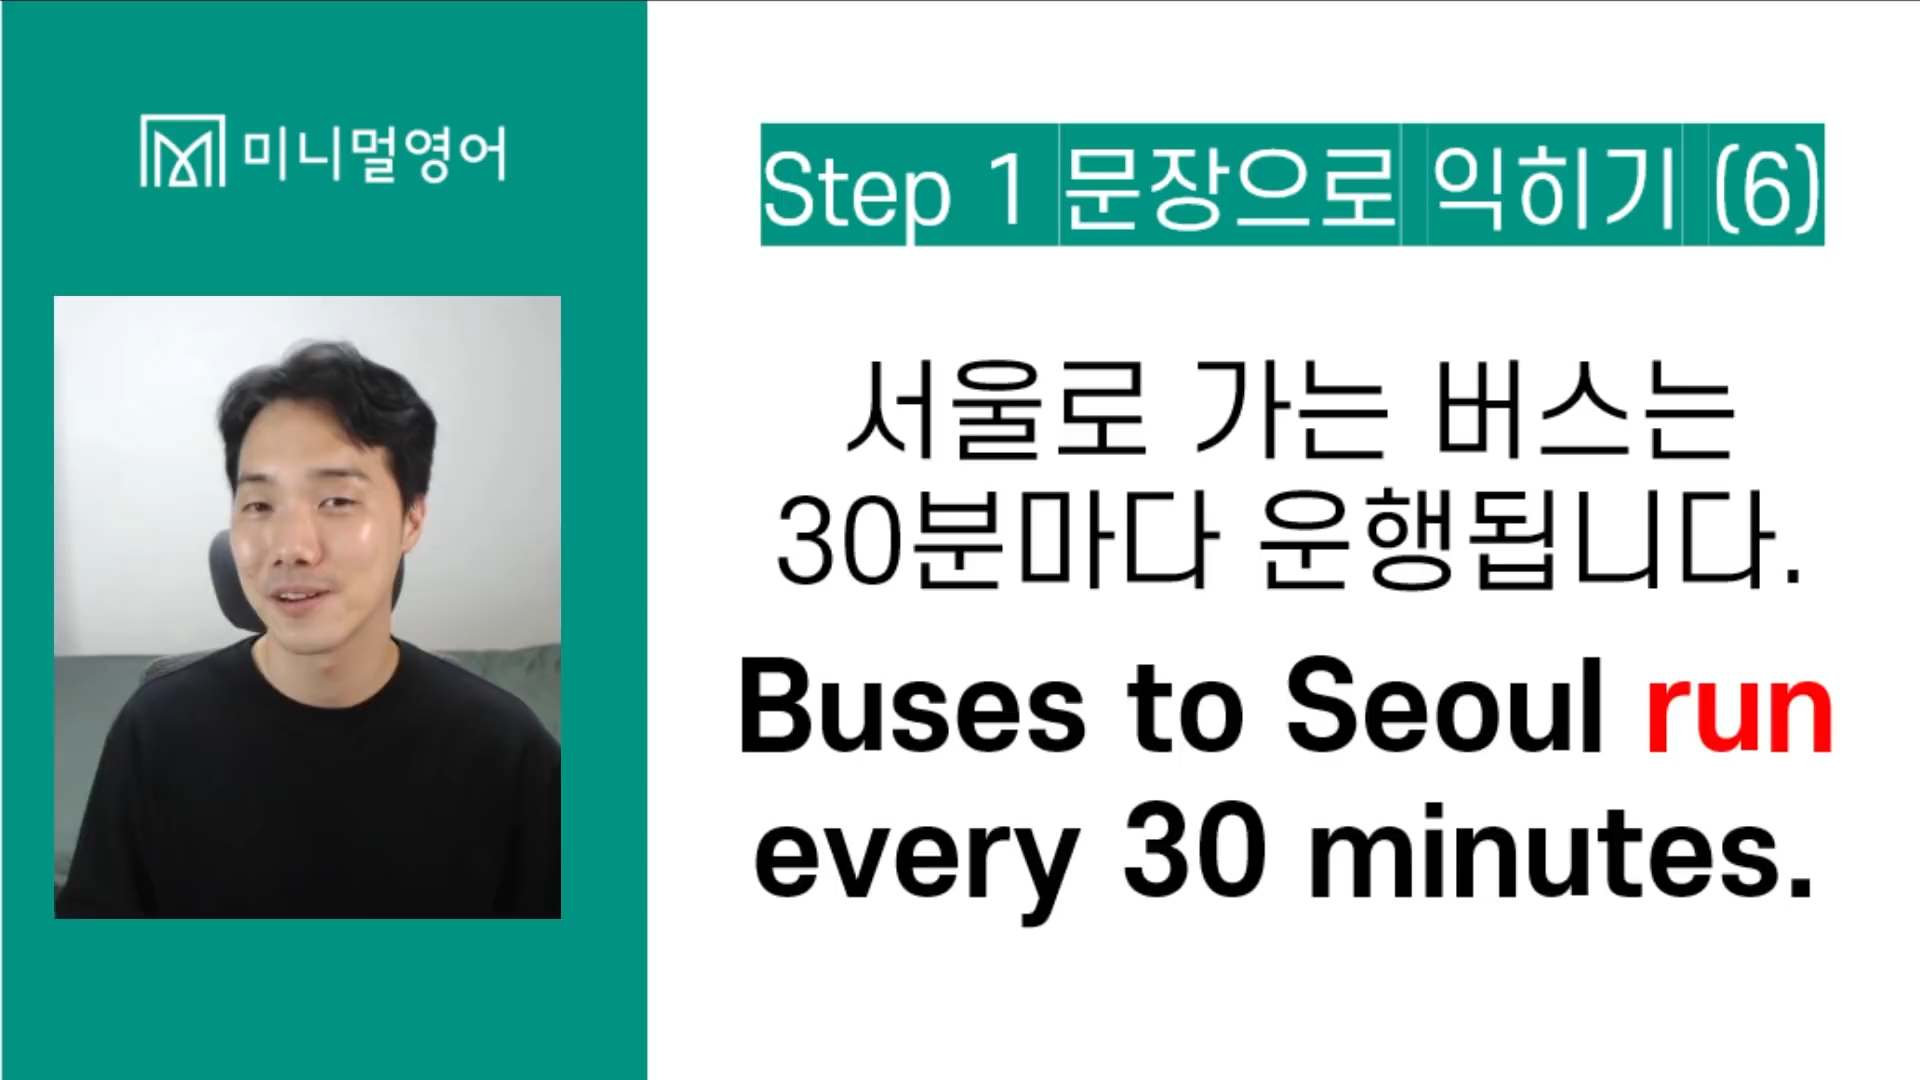 미니멀영어
Step 1 문장으로 익히기 (6)
서울로 가는 버스는
30분마다 운행됩니다.
Buses to Seoul run
every 30 minutes.